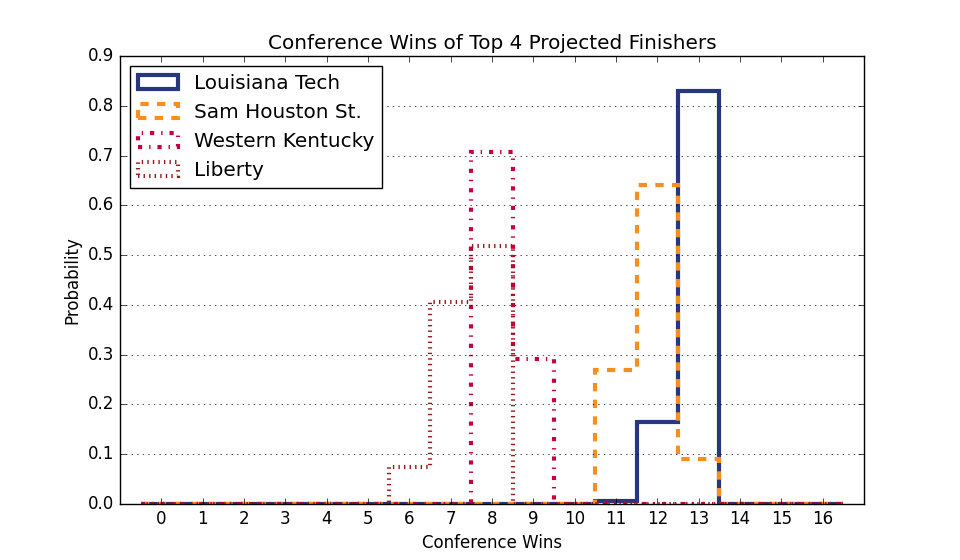 Conference Wins of Top 4 Projected Finishers
0.9
0.8
0.7
0.6
0.5
0.4
0.3
0.2
0.1
0.0
Probability
Louisiana Tech
Sam Houston St.
Western Kentucky
Liberty
0 1 2 3 4 5 6 7 8 9 10 11 12 13 14 15 16
Conference Wins